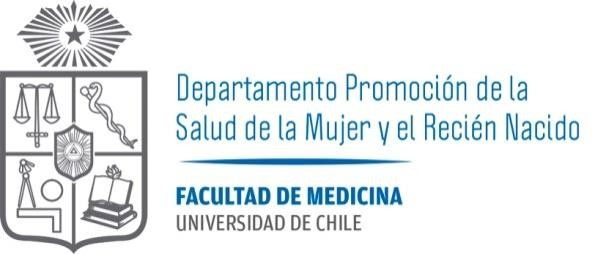 Departamento Promoción de la
Salud de la Mujer y el Recién Nacido
FACULTAD DE MEDICINA
UNIVERSIDAD DE CHILE